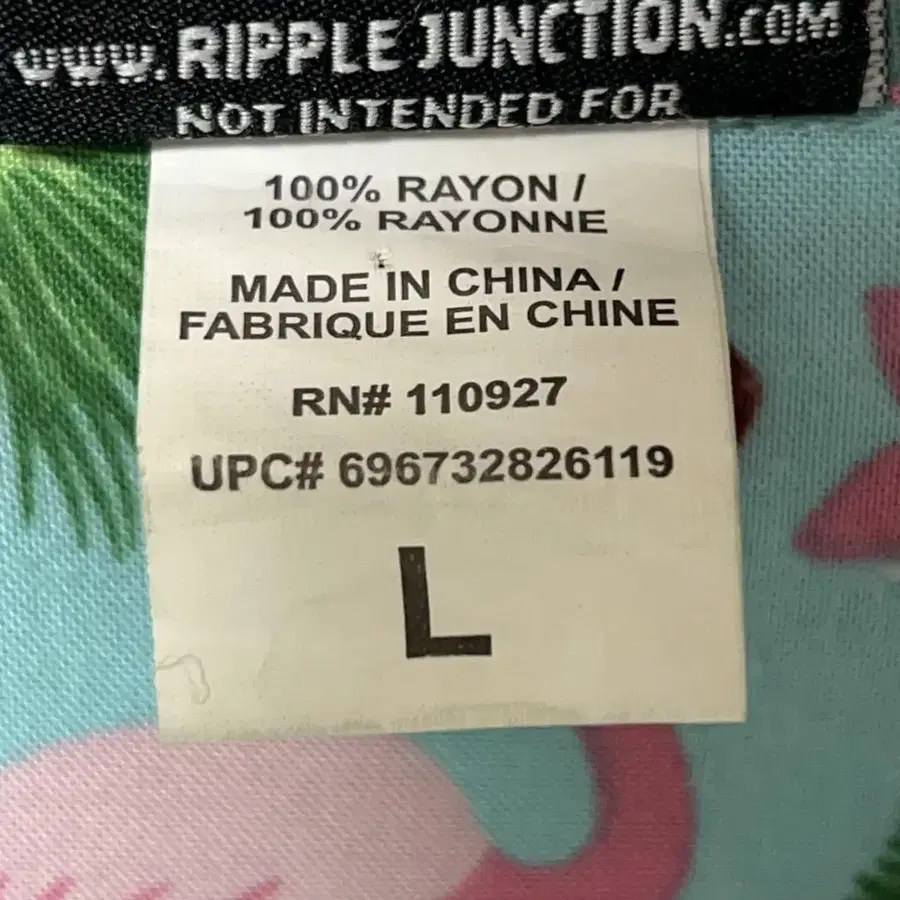 www.RIPPLE JUNCTION.COM
NOT INTENDED FOR
100% RAYON /
100% RAYONNE
MADE IN CHINA /
FABRIQUE EN CHINE
RN# 110927
UPC# 696732826119
L